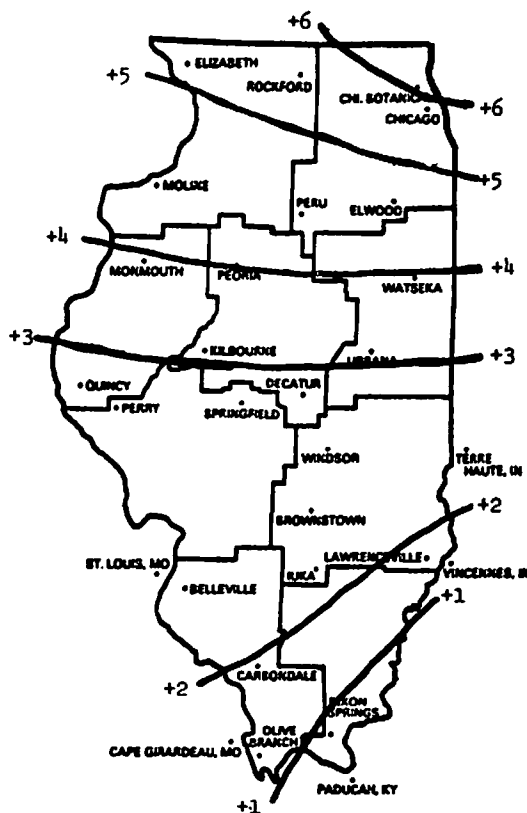 +6
ELIZABETH
+5
ROCKFORD
CHI. BOTANIC
+6
CHICAGO
+5
MOLINE
ELWOOD
PERU
+4
MONMOUTH
PEORIA
+4
WATSEKA
+3
KILBOURNE
URBANA
+3
QUINCY
DECATUR
PERRY
SPRINGFIELD
WINDSOR
TERRE
HAUTE, IN
+2
BROWNSTOWN
LAWRENCEVILLE
ST. LOUIS, MO
IUKA
VINCENNES, IN
BELLEVILLE
+1
CARBONDALE
+2
DIXON
SPRINGS
OLIVE
BRANCH
CAPE GIRARDEAU, MO
PADUCAH, KY
+1